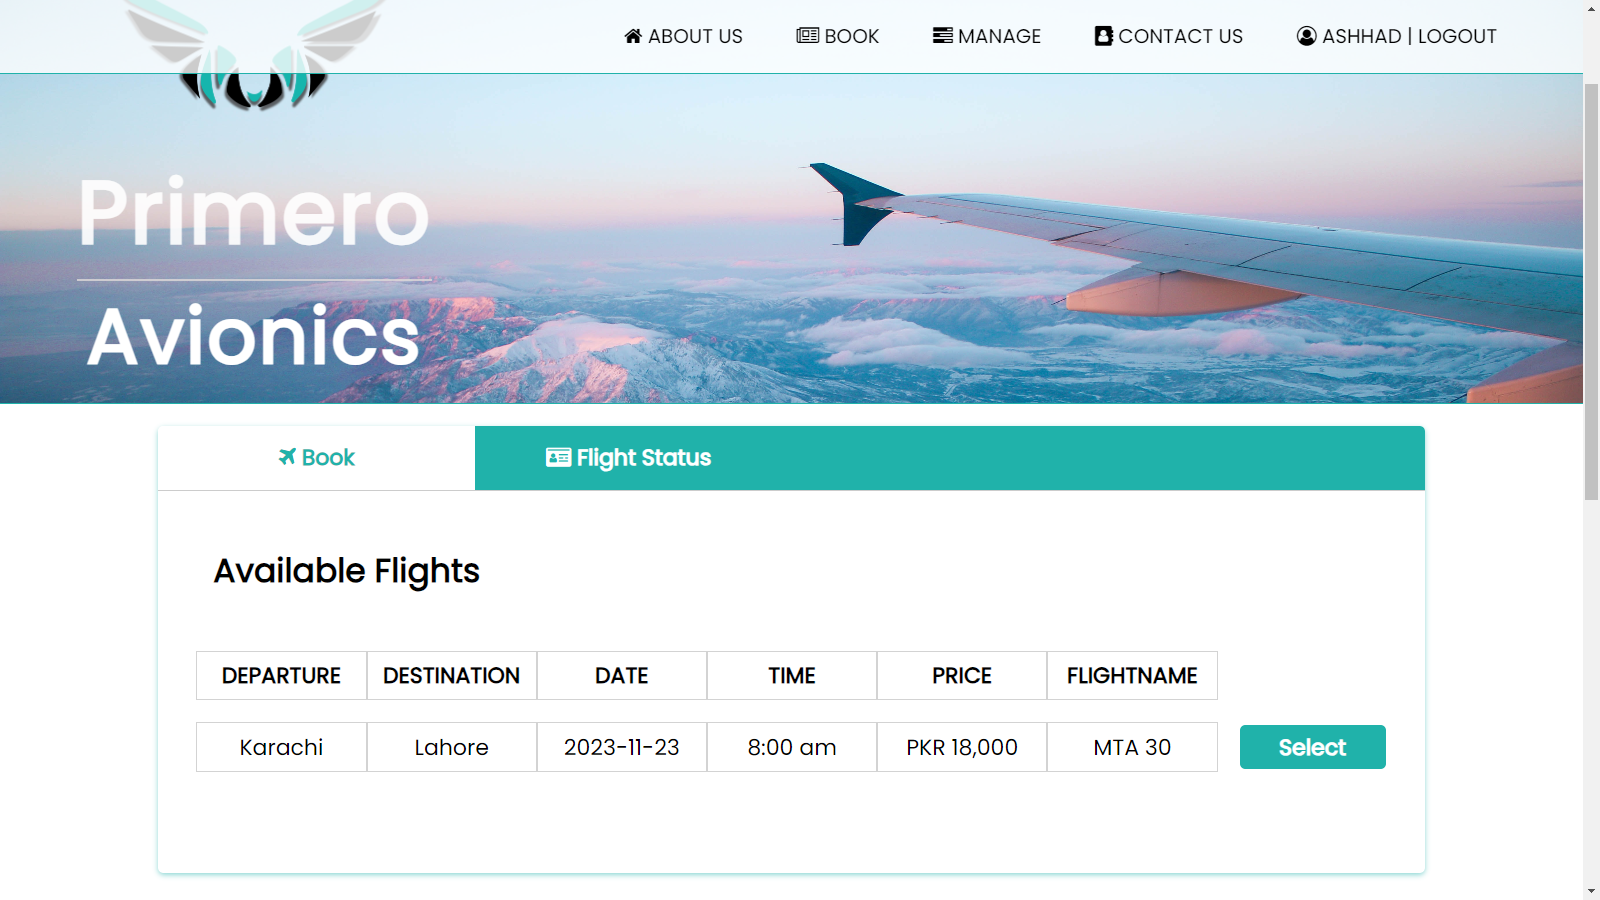 ABOUT US BOOK MANAGE CONTACT US ASHHAD | LOGOUT
Primero
Avionics
Book Flight Status
Available Flights
DEPARTURE DESTINATION DATE TIME PRICE FLIGHTNAME
Karachi Lahore 2023-11-23 8:00 am PKR 18,000 MTA 30 Select